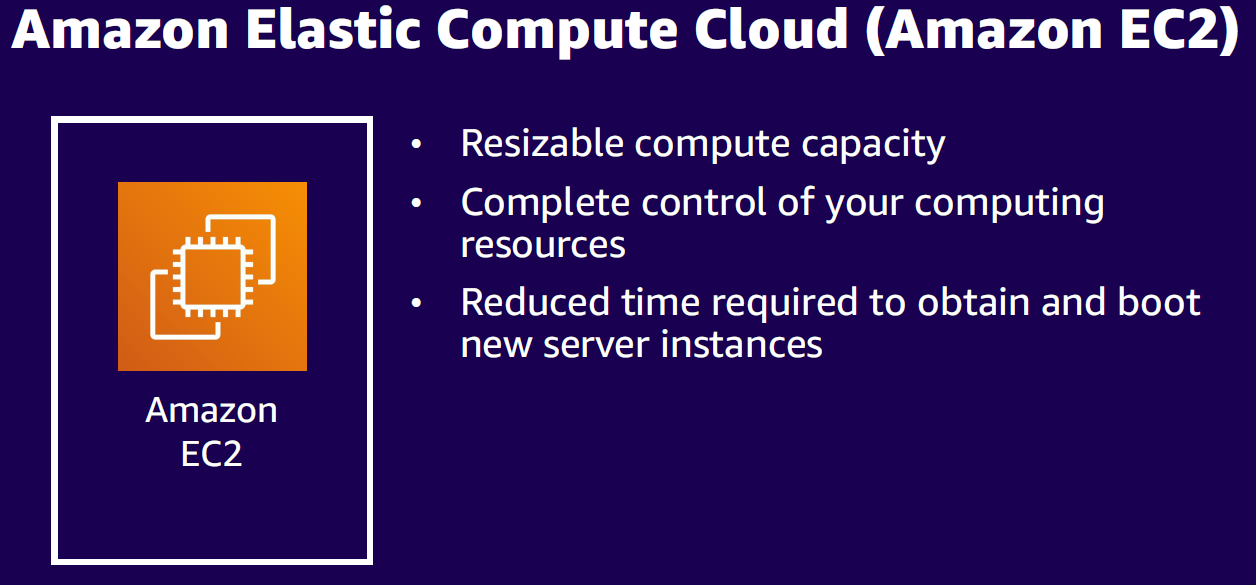 Amazon Elastic Compute Cloud (Amazon EC2)
• Resizable compute capacity
• Complete control of your computing
resources
• Reduced time required to obtain and boot
new server instances
Amazon
EC2